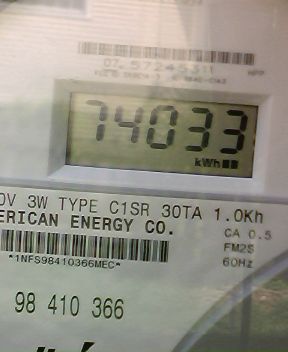 74033
kWh
0V 3W TYPE C1SR 30TA 1.0Kh
ERICAN ENERGY CO.
CA 0.5
FM2S
60Hz
*1NFS98410366MEC*
98 410 366